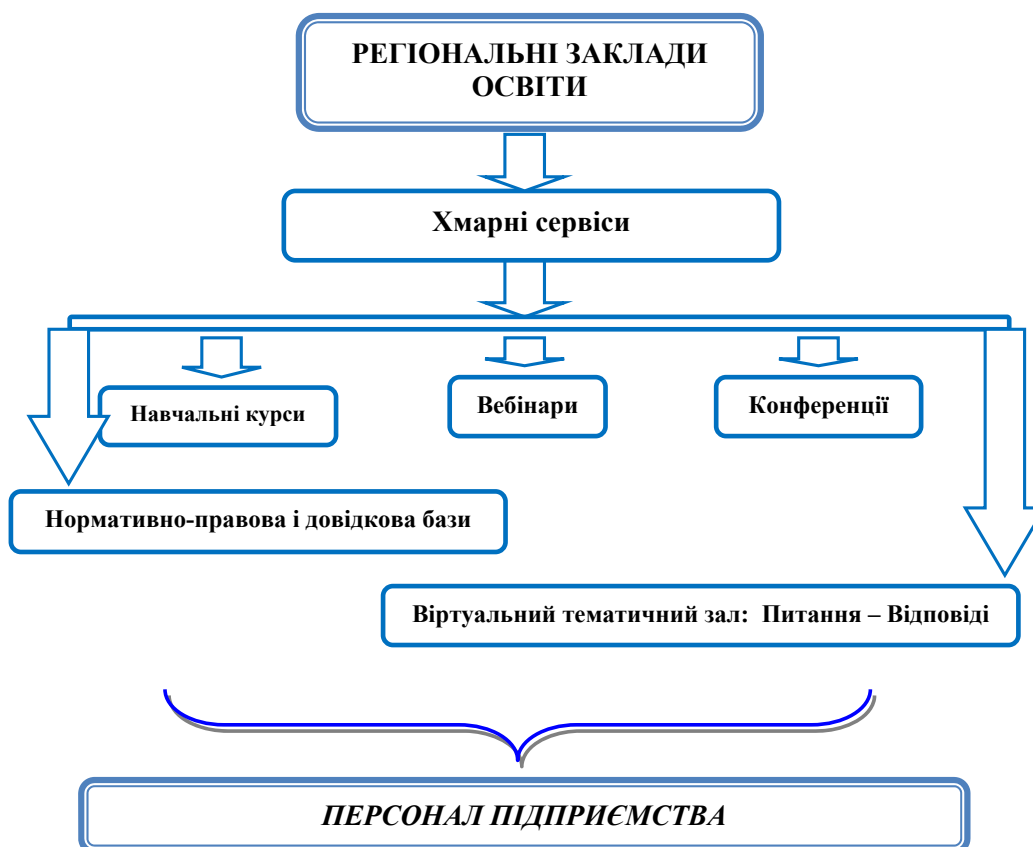 РЕГІОНАЛЬНІ ЗАКЛАДИ
ОСВІТИ
Хмарні сервіси
Навчальні курси
Вебінари
Конференції
Нормативно-правова і довідкова бази
Віртуальний тематичний зал: Питання – Відповіді
ПЕРСОНАЛ ПІДПРИЄМСТВА